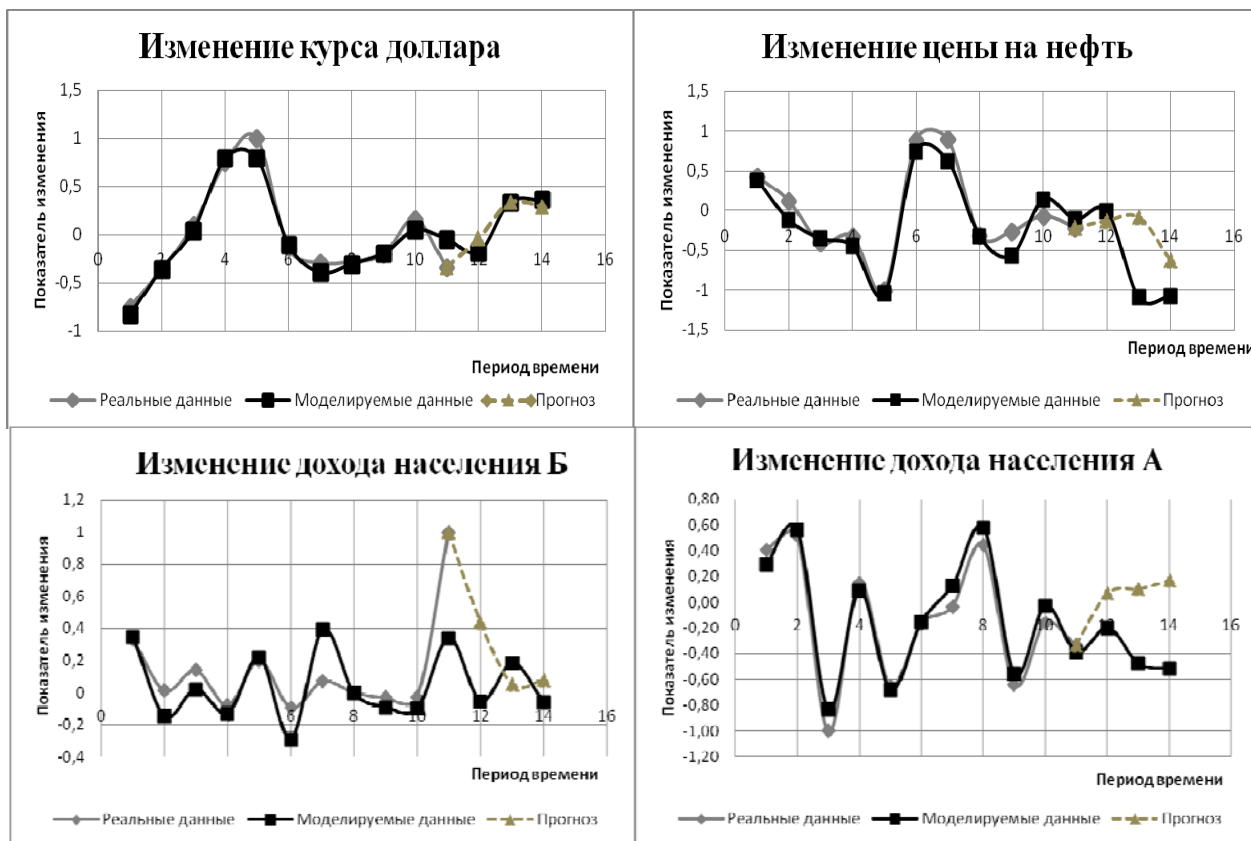 Изменение курса доллара
Показатель изменения
1,5
1
0,5
0
-0,5
-1
0 2 4 6 8 10 12 14 16
Период времени
Реальные данные Моделируемые данные Прогноз
Изменение цены на нефть
Показатель изменения
1,5
1
0,5
0
-0,5
-1
-1,5
0 2 4 6 8 10 12 14 16
Период времени
Реальные данные Моделируемые данные Прогноз
Изменение дохода населения Б
Показатель изменения
1,2
1
0,8
0,4
0,2
0
-0,2
-0,4
0 2 4 6 8 10 12 14 16
Период времени
Реальные данные Моделируемые данные Прогноз
Изменение дохода населения А
Показатель изменения
0,80
0,60
0,40
0,20
0,00
-0,20
-0,40
-0,60
-0,80
-1,00
-1,20
0 2 4 6 8 10 12 14 16
Период времени
Реальные данные Моделируемые данные Прогноз